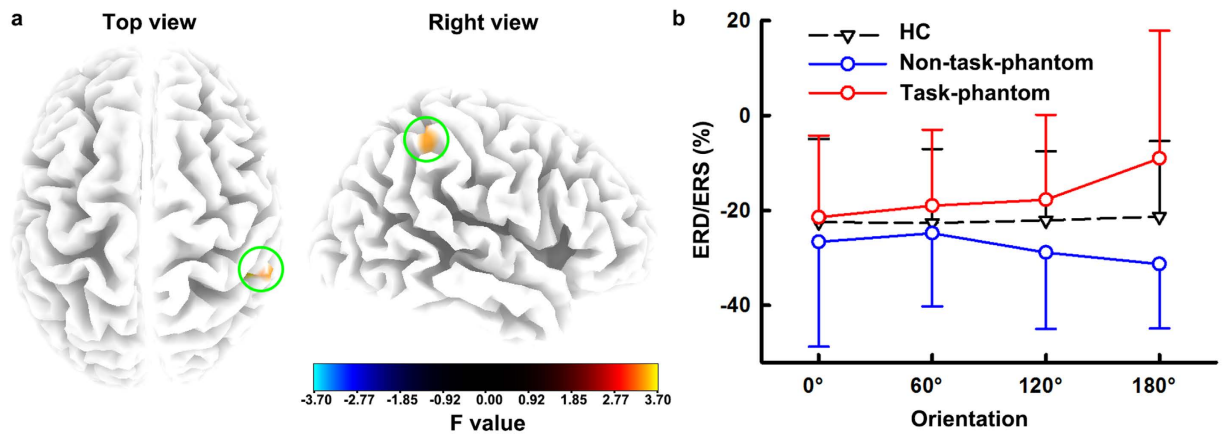 a
Top view
Right view
-3.70 -2.77 -1.85 -0.92 0.00 0.92 1.85 2.77 3.70
F value
b
HC
Non-task-phantom
Task-phantom
ERD/ERS (%)
20
0
-20
-40
0° 60° 120° 180°
Orientation